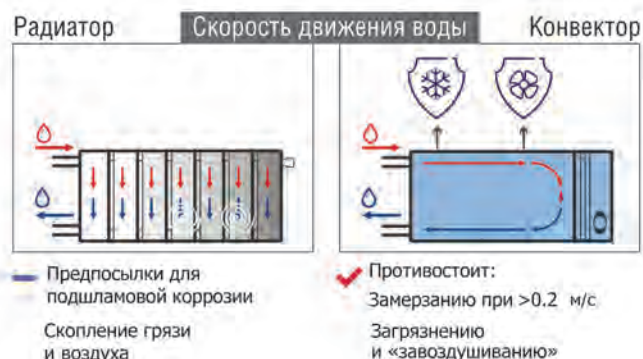 Радиатор
Скорость движения воды
Конвектор
Предпосылки для
подшламовой коррозии
Скопление грязи
и воздуха
Противостоит:
Замерзанию при >0.2 м/с
Загрязнению
и «завоздушиванию»